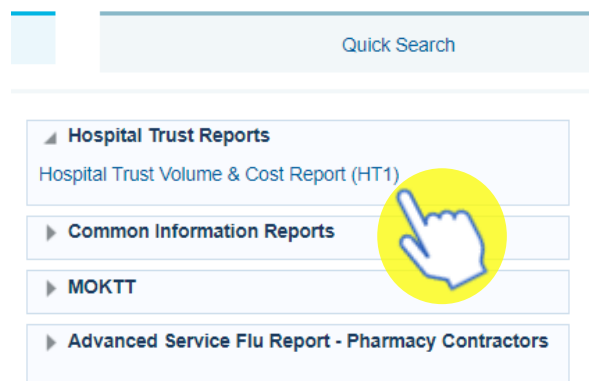 Quick Search
Hospital Trust Reports
Hospital Trust Volume & Cost Report (HT1)
Common Information Reports
MOKTT
Advanced Service Flu Report - Pharmacy Contractors